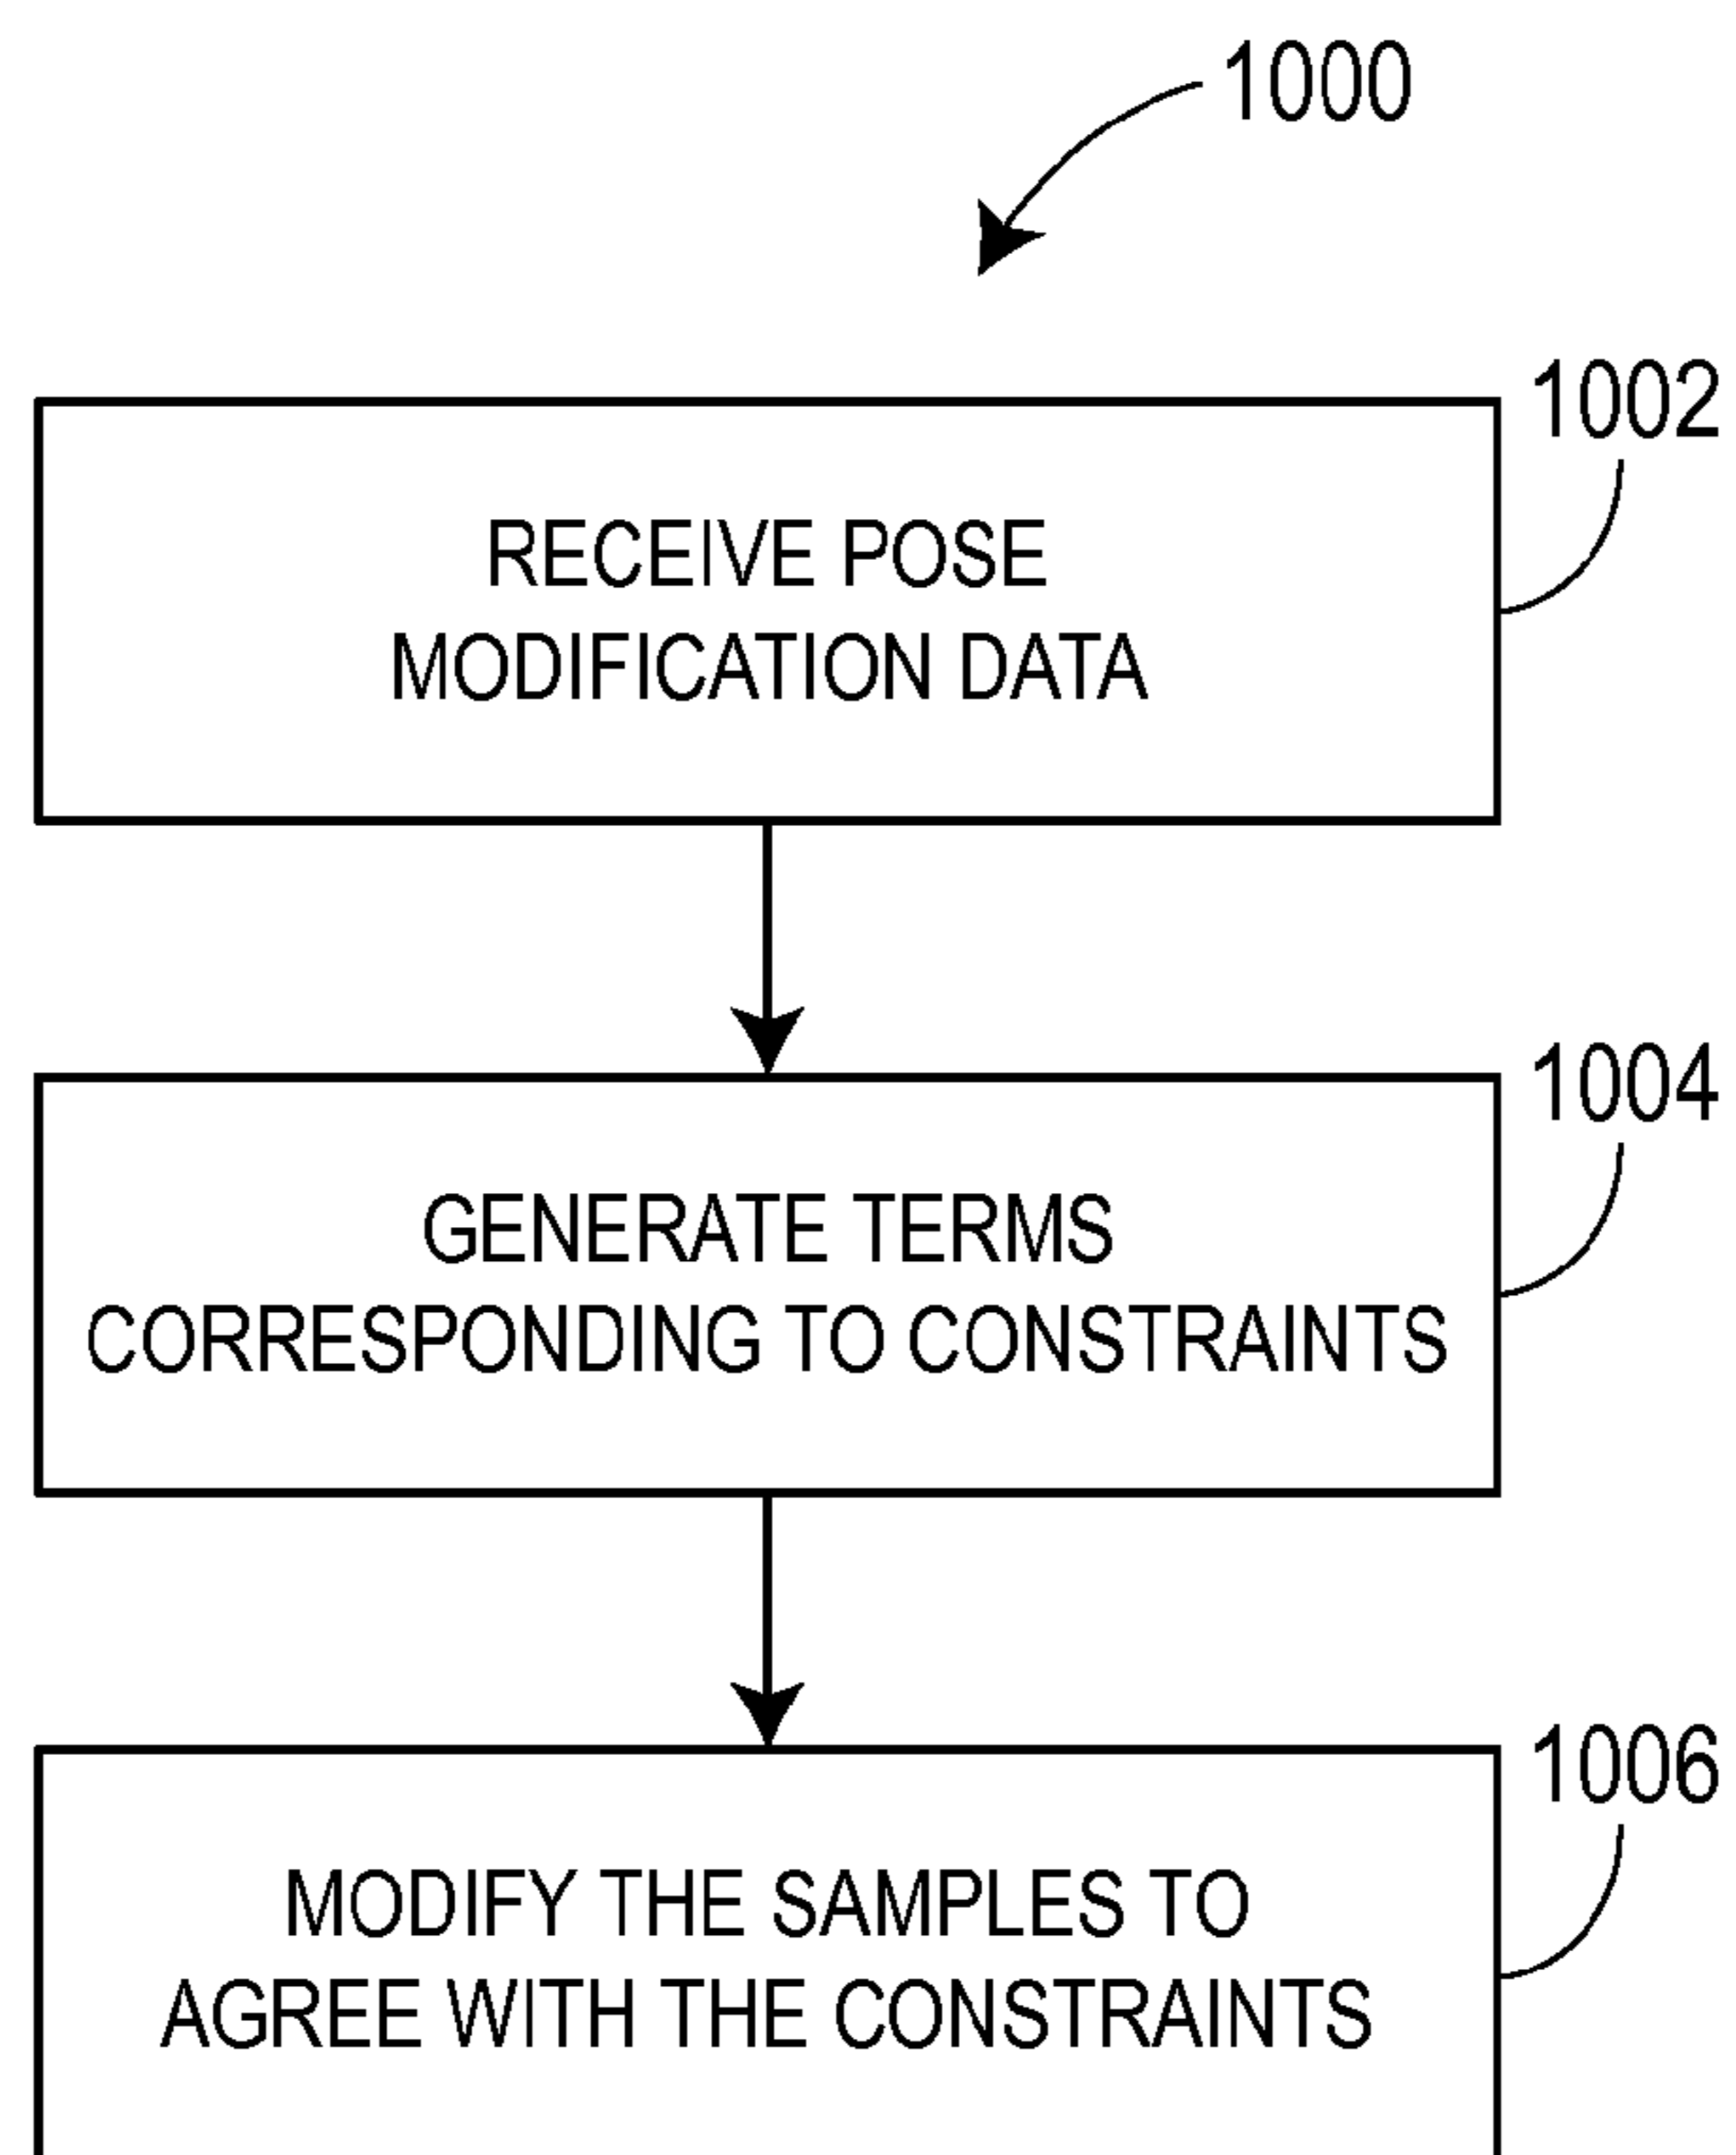 1000
1002
RECEIVE POSE
MODIFICATION DATA
1004
GENERATE TERMS
CORRESPONDING TO CONSTRAINTS
1006
MODIFY THE SAMPLES TO
AGREE WITH THE CONSTRAINTS